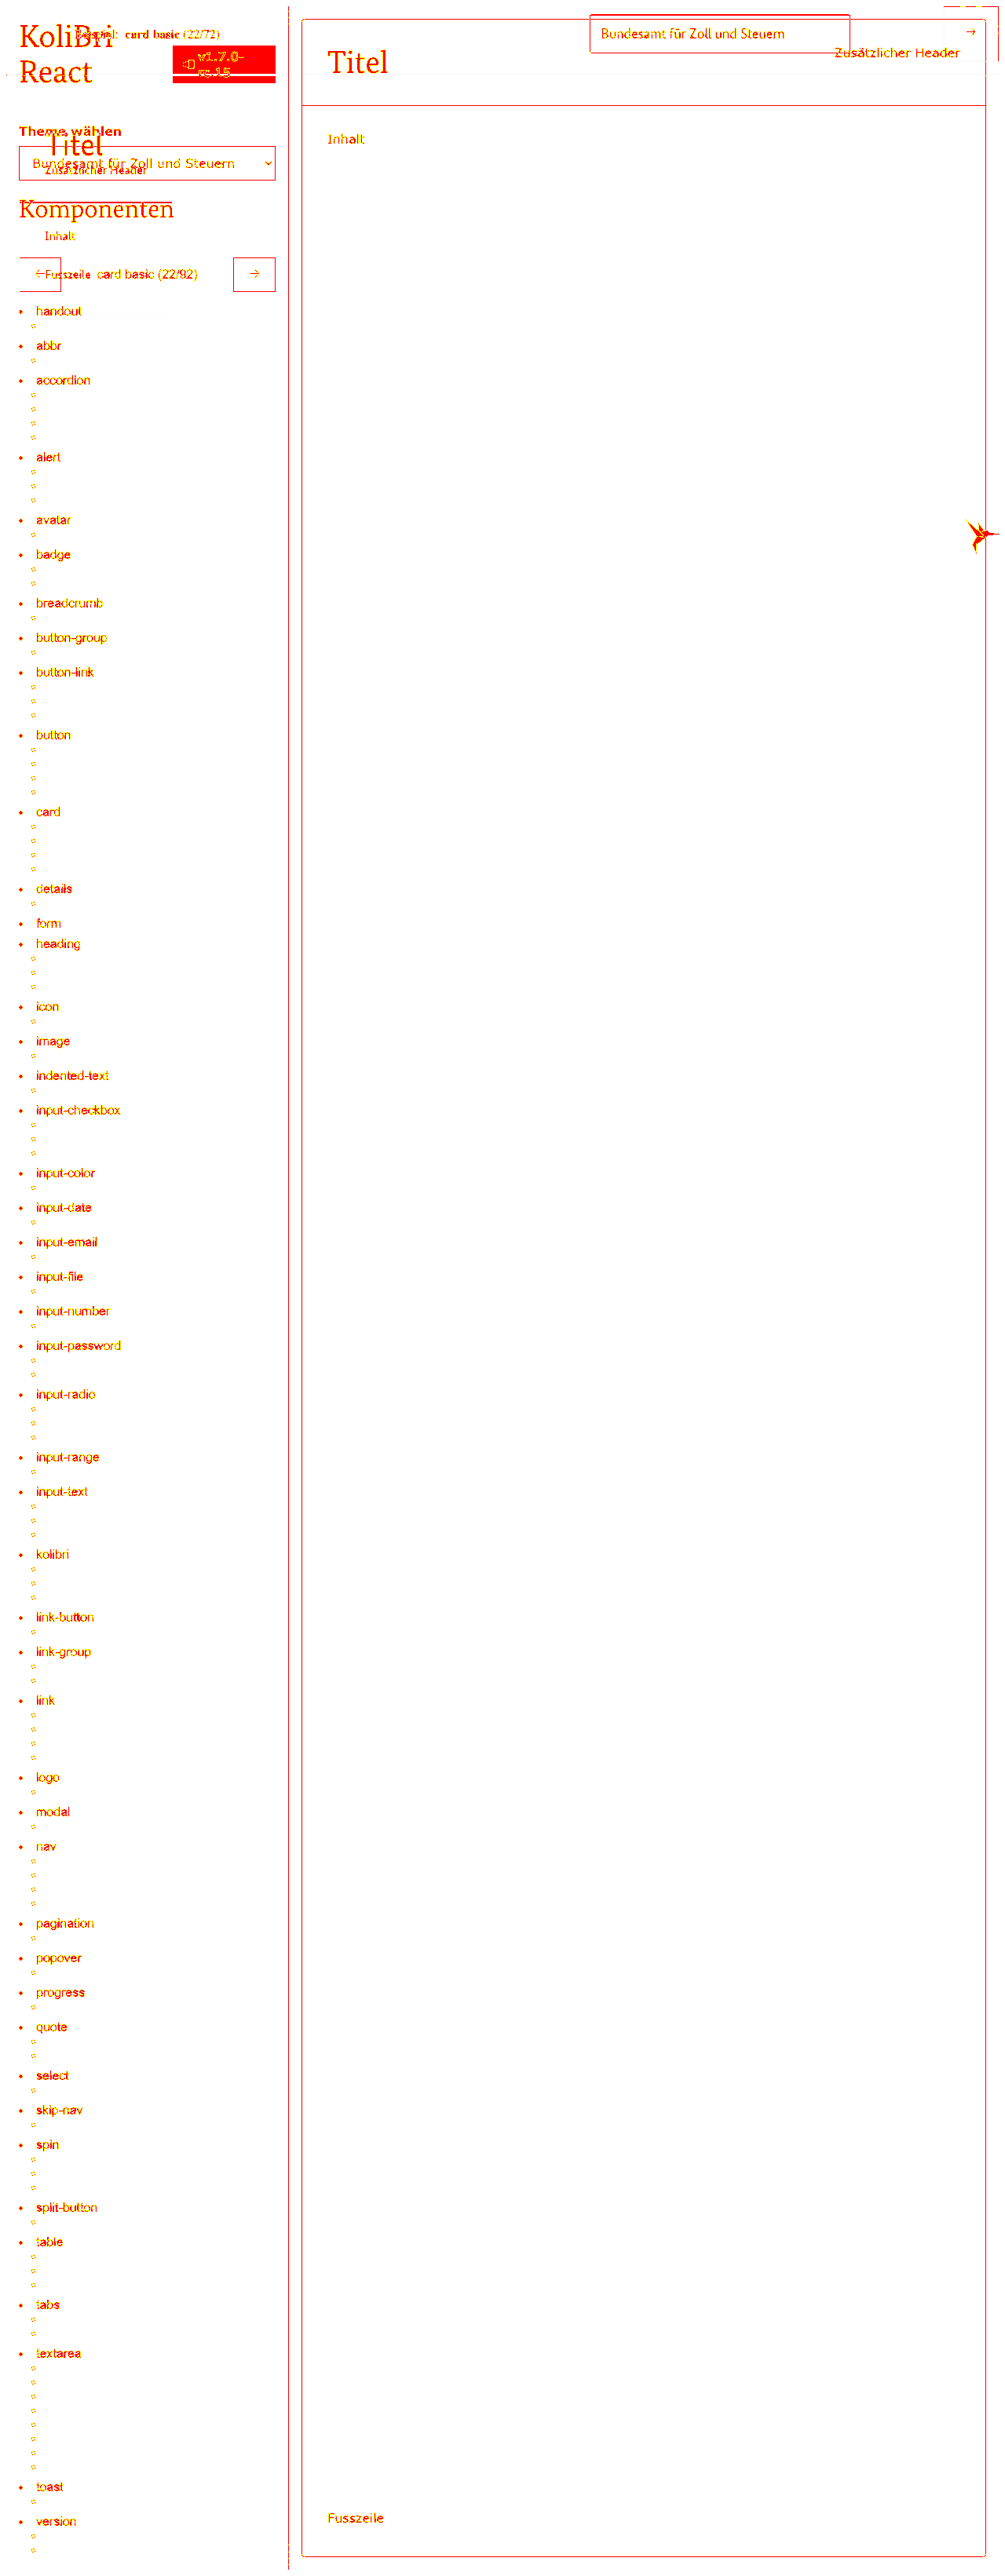 KoliBri
React
Beispiel: card basic (22/72)
v1.7.0-
rc.15
Titel
Bundesamt für Zoll und Steuern
Zusätzlicher Header
Theme wählen
Titel
Bundesamt für Zoll und Steuern
Zusätzlicher Header
Inhalt
Komponenten
Inhalt
← Fusszeile card basic (22/92) →
handout
abbr
accordion
alert
avatar
badge
breadcrumb
button-group
button-link
button
card
details
form
heading
icon
image
indented-text
input-checkbox
input-color
input-date
input-email
input-file
input-number
input-password
input-radio
input-range
input-text
kolibri
link-button
link-group
link
logo
modal
nav
pagination
popover
progress
quote
select
skip-nav
spin
split-button
table
tabs
textarea
toast
version
Fusszeile